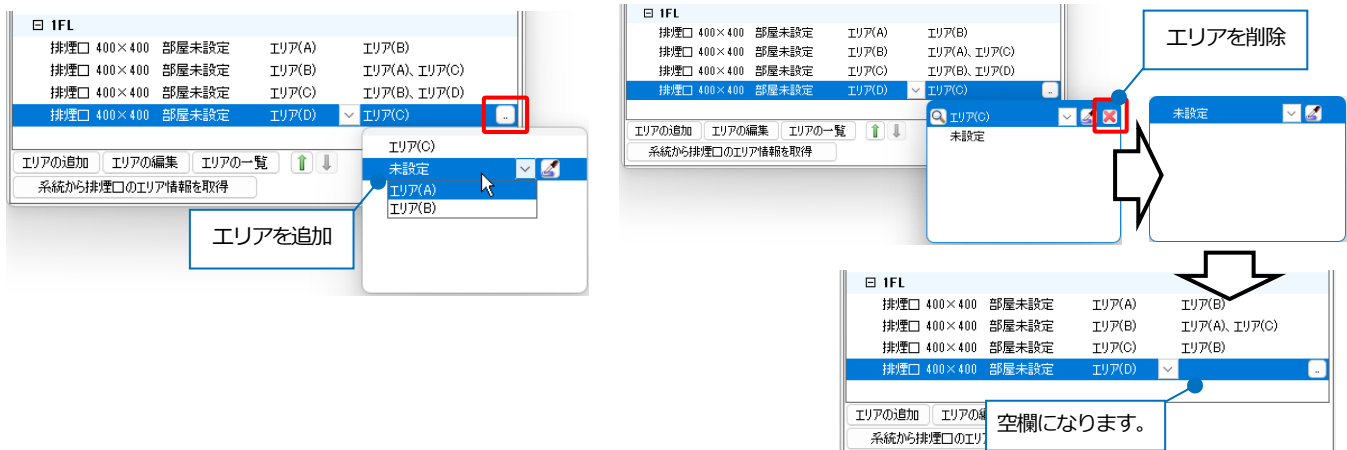 1FL
排煙口 400×400 部屋未設定 エリア(A) エリア(B)
排煙口 400×400 部屋未設定 エリア(B) エリア(A)、エリア(C)
排煙口 400×400 部屋未設定 エリア(C) エリア(B)、エリア(D)
排煙口 400×400 部屋未設定 エリア(D) エリア(C) ..
エリア(C)
未設定
エリア(A)
エリア(B)
エリアの追加 エリアの編集 エリアの一覧
系統から排煙口のエリア情報を取得
エリアを追加
1FL
排煙口 400×400 部屋未設定 エリア(A) エリア(B)
排煙口 400×400 部屋未設定 エリア(B) エリア(A)、エリア(C)
排煙口 400×400 部屋未設定 エリア(C) エリア(B)、エリア(D)
排煙口 400×400 部屋未設定 エリア(D) エリア(C) ..
エリア(C)
未設定
エリアの追加 エリアの編集 エリアの一覧
系統から排煙口のエリア情報を取得
エリアを削除
未設定
1FL
排煙口 400×400 部屋未設定 エリア(A) エリア(B)
排煙口 400×400 部屋未設定 エリア(B) エリア(A)、エリア(C)
排煙口 400×400 部屋未設定 エリア(C) エリア(B)
排煙口 400×400 部屋未設定 エリア(D) ..
エリアの追加 エリアの
系統から排煙口のエリ
空欄になります。